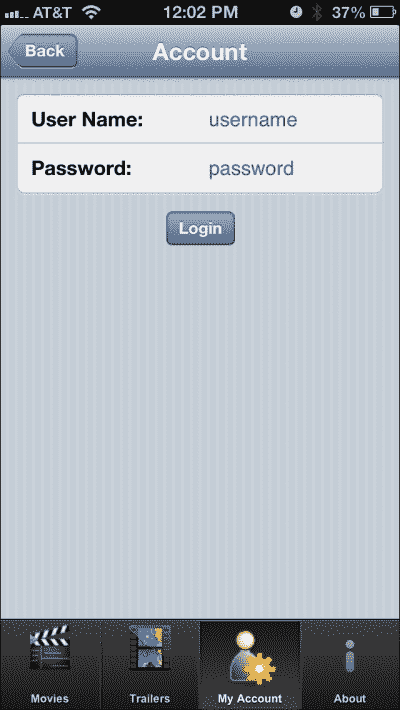 AT&T 12:02 PM 37%
Back Account
User Name: username
Password: password
Login
Movies Trailers My Account About